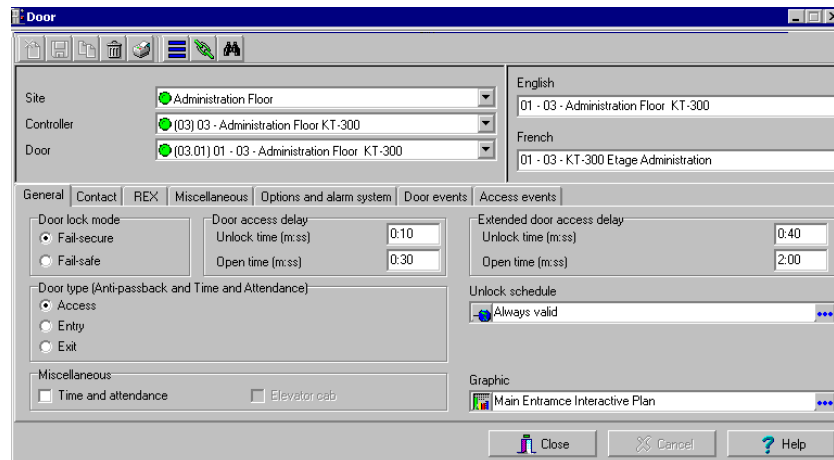 Door
English
Site Administration Floor
01 - 03 - Administration Floor KT-300
Controller (03) 03 - Administration Floor KT-300
French
Door (03.01) 01 - 03 - Administration Floor KT-300
01 - 03 - KT-300 Etage Administration
General Contact REX Miscellaneous Options and alarm system Door events Access events
Door lock mode
Fail-secure
Fail-safe
Door access delay
Unlock time (m:ss) 0:10
Open time (m:ss) 0:30
Extended door access delay
Unlock time (m:ss) 0:40
Open time (m:ss) 2:00
Door type (Anti-passback and Time and Attendance)
Access
Entry
Exit
Unlock schedule
Always valid
Miscellaneous
Time and attendance Elevator cab
Graphic
Main Entramce Interactive Plan
Close Cancel Help